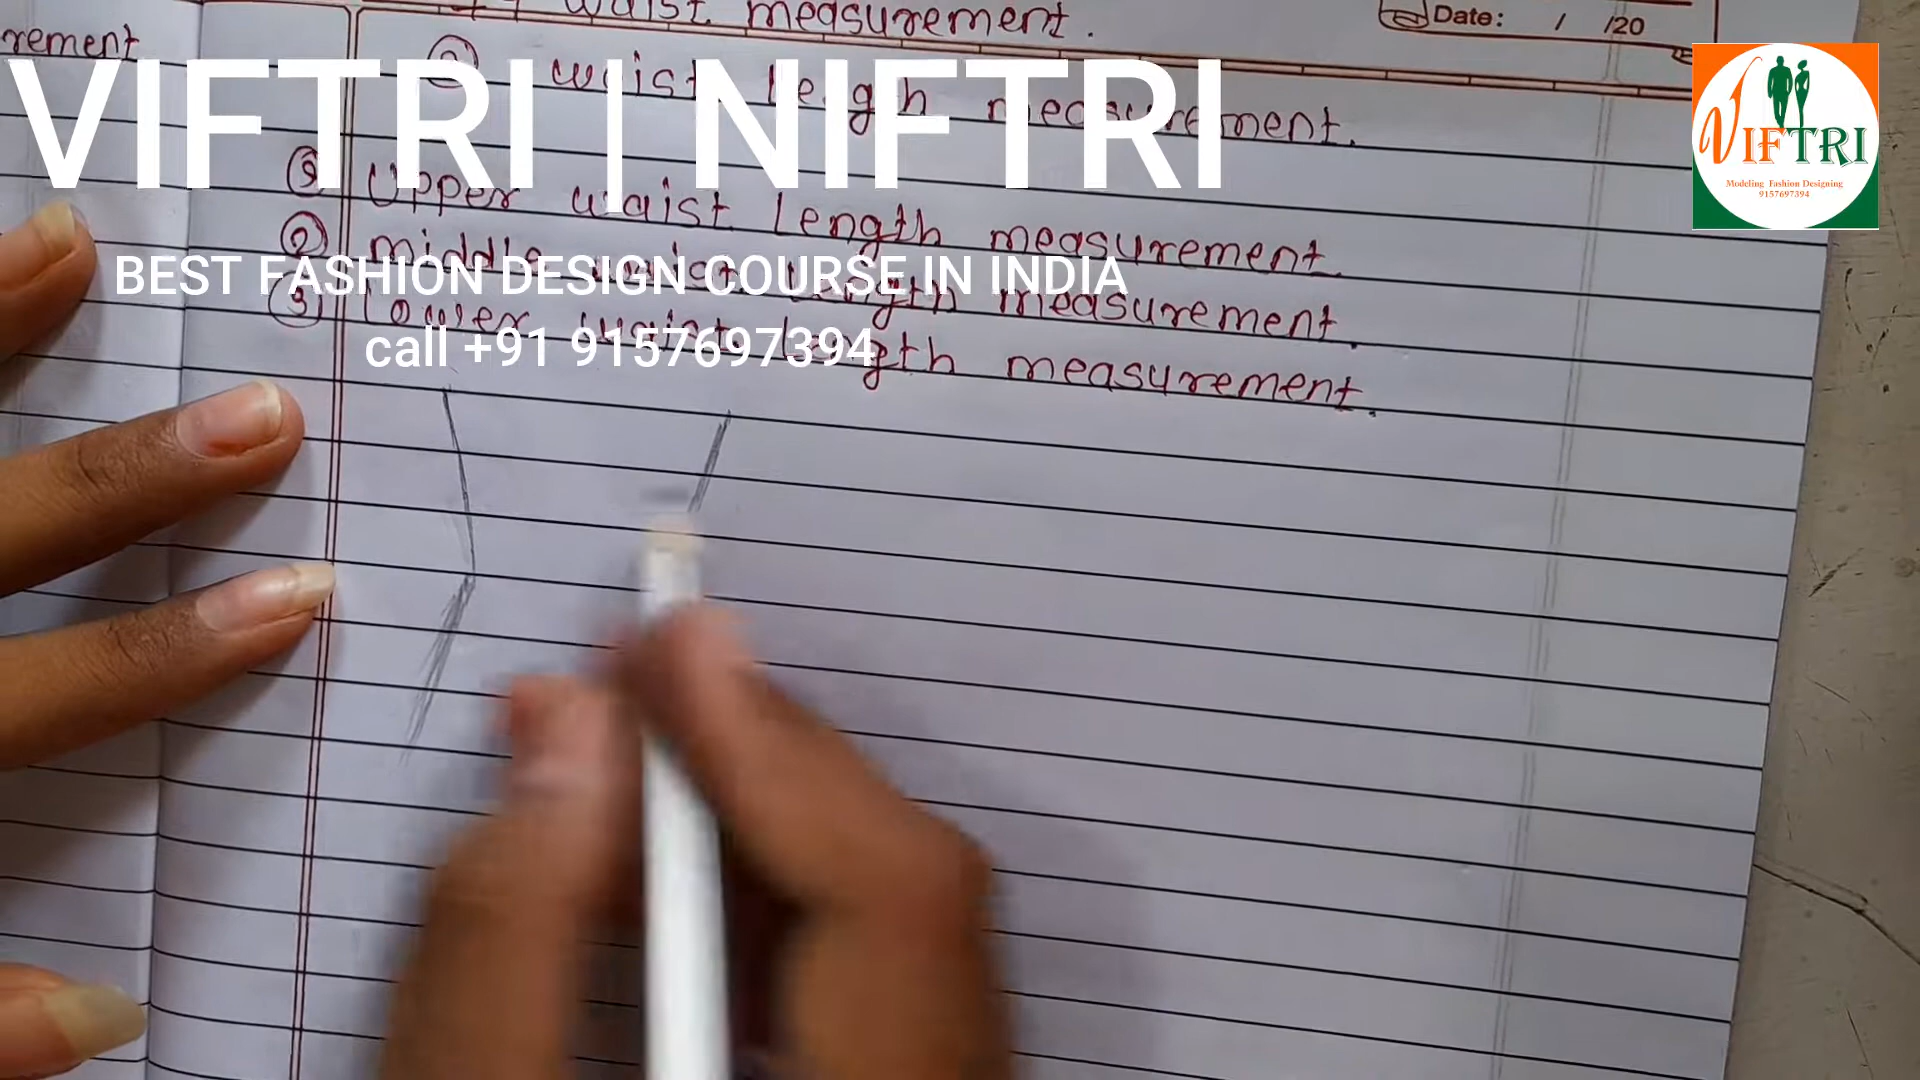 waist measurement.
Date: / /20
rement
waist length measurement.
VIFTRI | NIFTRI
VIFTRI
Modeling Fashion Designing
9157697394
Upper waist length measurement.
② middle waist length measurement.
BEST FASHION DESIGN COURSE IN INDIA
③ Lower waist length measurement.
call +91 9157697394